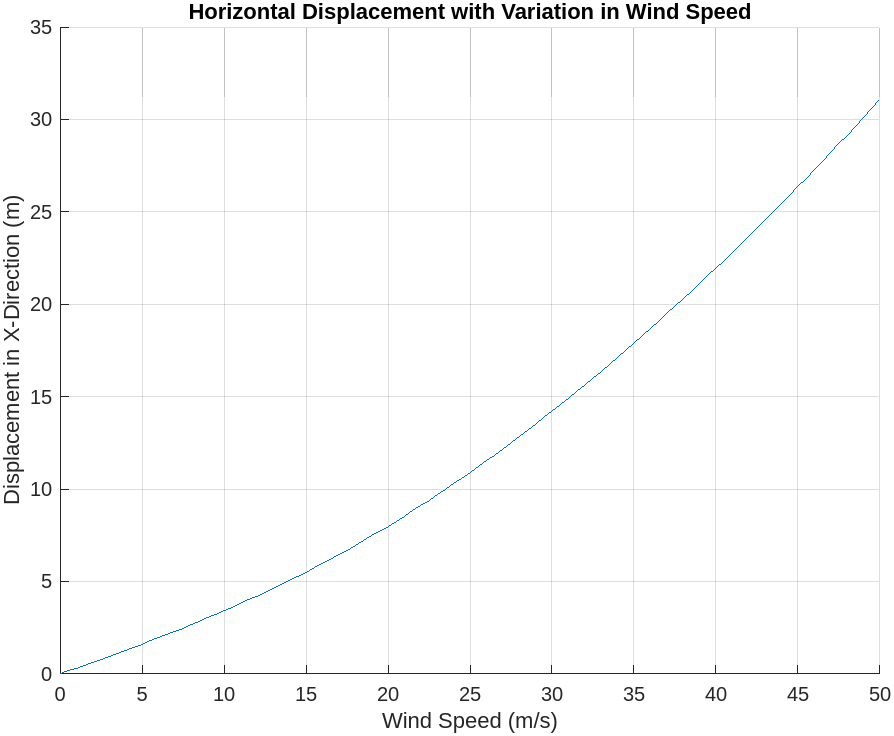 Horizontal Displacement with Variation in Wind Speed
Displacement in X-Direction (m)
35
30
25
20
15
10
5
0
0 5 10 15 20 25 30 35 40 45 50
Wind Speed (m/s)